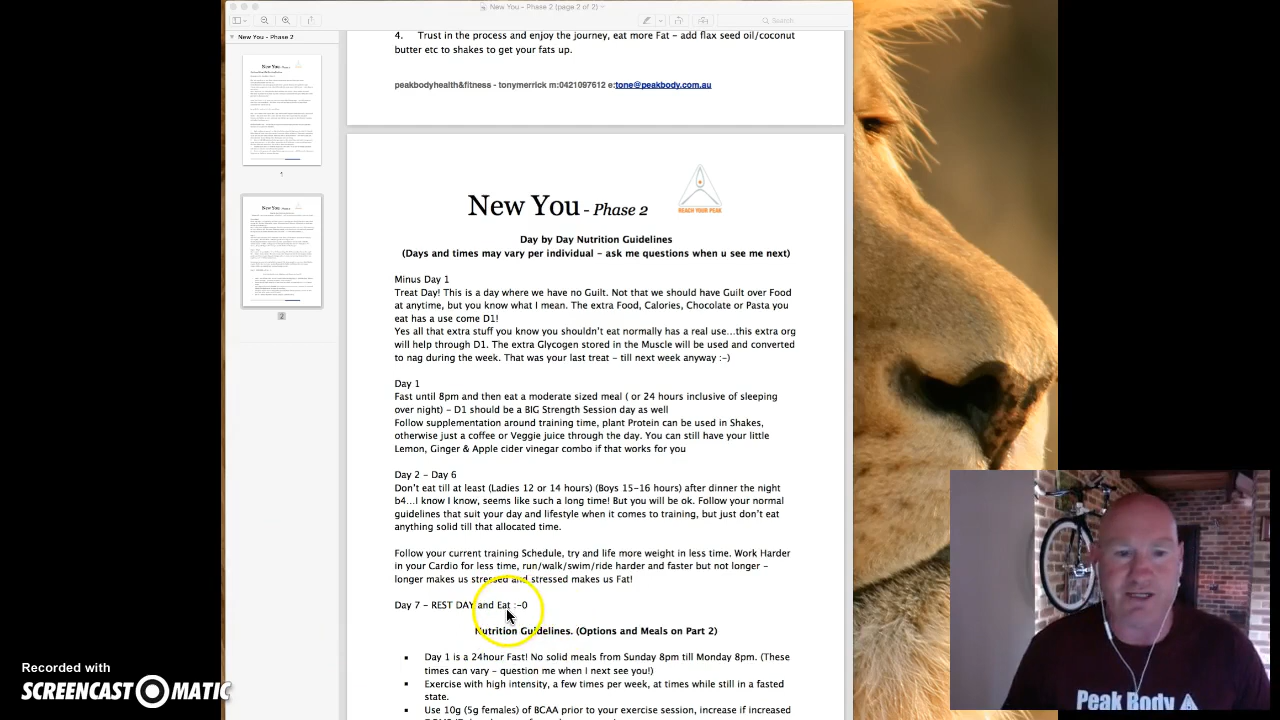 New You - Phase 2 (page 2 of 2)
Search
New You - Phase 2
4. Trust in the process and enjoy the journey, eat more Fat - add flax seed oil/coconut
butter etc to shakes to get your fats up.
peakbodyhealth&fitness - tonymerrick m:0421097612 e:tone@peakbody.com.au
2
New You - Phase 2
REACH YOUR PEAK
Day by Day Nutrition Guidelines
(Days and times may vary per individual - ask me questions when u see me next)
Minus Day 1
Treat Day! This is a day where we have no Guilt. Not that we should have Guilt over Food
at anytime, but you know what I mean. The extra Food, Calories, Chocolate or Pasta you
eat has a use come D1!
Yes all that extra stuff you know you shouldn't eat normally has a real use...this extra org
will help through D1. The extra Glycogen stored in the Muscle will be used and converted
to nag during the week. That was your last treat - till next week anyway :-)
Day 1
Fast until 8pm and then eat a moderate sized meal ( or 24 hours inclusive of sleeping
over night) - D1 should be a BIG Strength Session day as well
Follow supplementation around training time, plant Protein can be used in Shakes,
otherwise just a coffee or Veggie juice through the day. You can still have your little
Lemon, Ginger & Apple cider vinegar combo if that works for you
Day 2 - Day 6
Don't eat till at least (Ladies 12 or 14 hours) (Boys 15-16 hours) after dinner the night
b4...I know I know, seems like such a long time! But you will be ok. Follow your normal
guidelines that suit your day and lifestyle when it comes to training, but just don't eat
anything solid till that allocated time.
Follow your current training Schedule, try and life more weight in less time. Work Harder
in your Cardio for less time, run/walk/swim/ride harder and faster but not longer -
longer makes us stressed and stressed makes us Fat!
Day 7 - REST DAY and Eat :-0
Nutrition Guidelines. (Options and Meals on Part 2)
▪ Day 1 is a 24hour Fast! No solid meals from Sunday 8pm till Monday 8pm. (These
times can vary - question me when I next see you!)
▪ Exercise with high intensity, a few times per week, at times while still in a fasted
state.
▪ Use 10g (5g females) of BCAA prior to your exercise session, increase if increased
Recorded with
SCREENCAST-O-MATIC
Peak Body